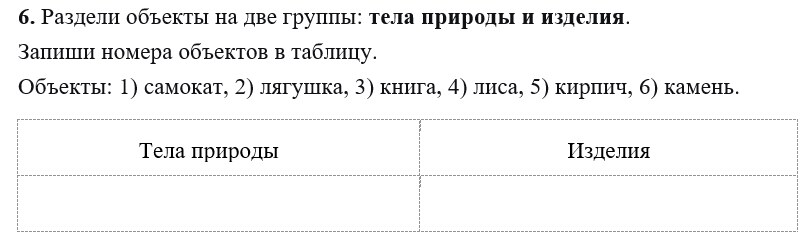 6. Раздели объекты на две группы: тела природы и изделия.
Запиши номера объектов в таблицу.
Объекты: 1) самокат, 2) лягушка, 3) книга, 4) лиса, 5) кирпич, 6) камень.
Тела природы Изделия